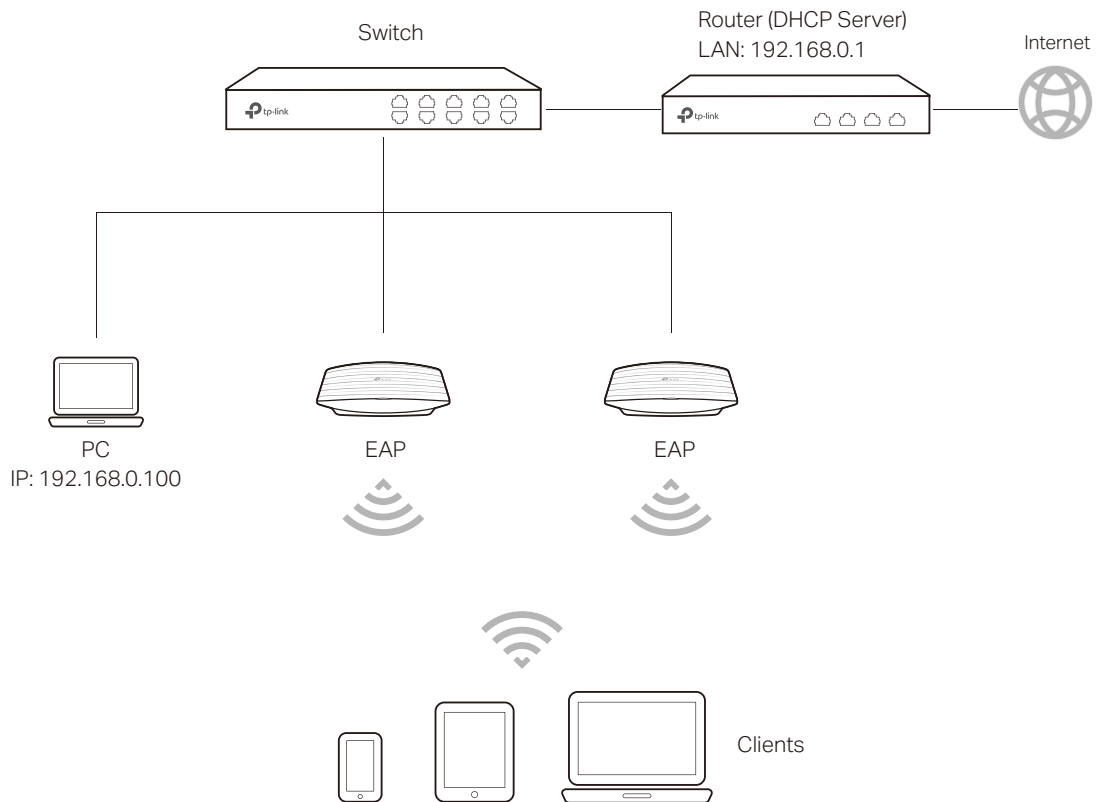 Switch
Router (DHCP Server)
LAN: 192.168.0.1
Internet
tp-link
tp-link
PC
IP: 192.168.0.100
EAP
EAP
Clients